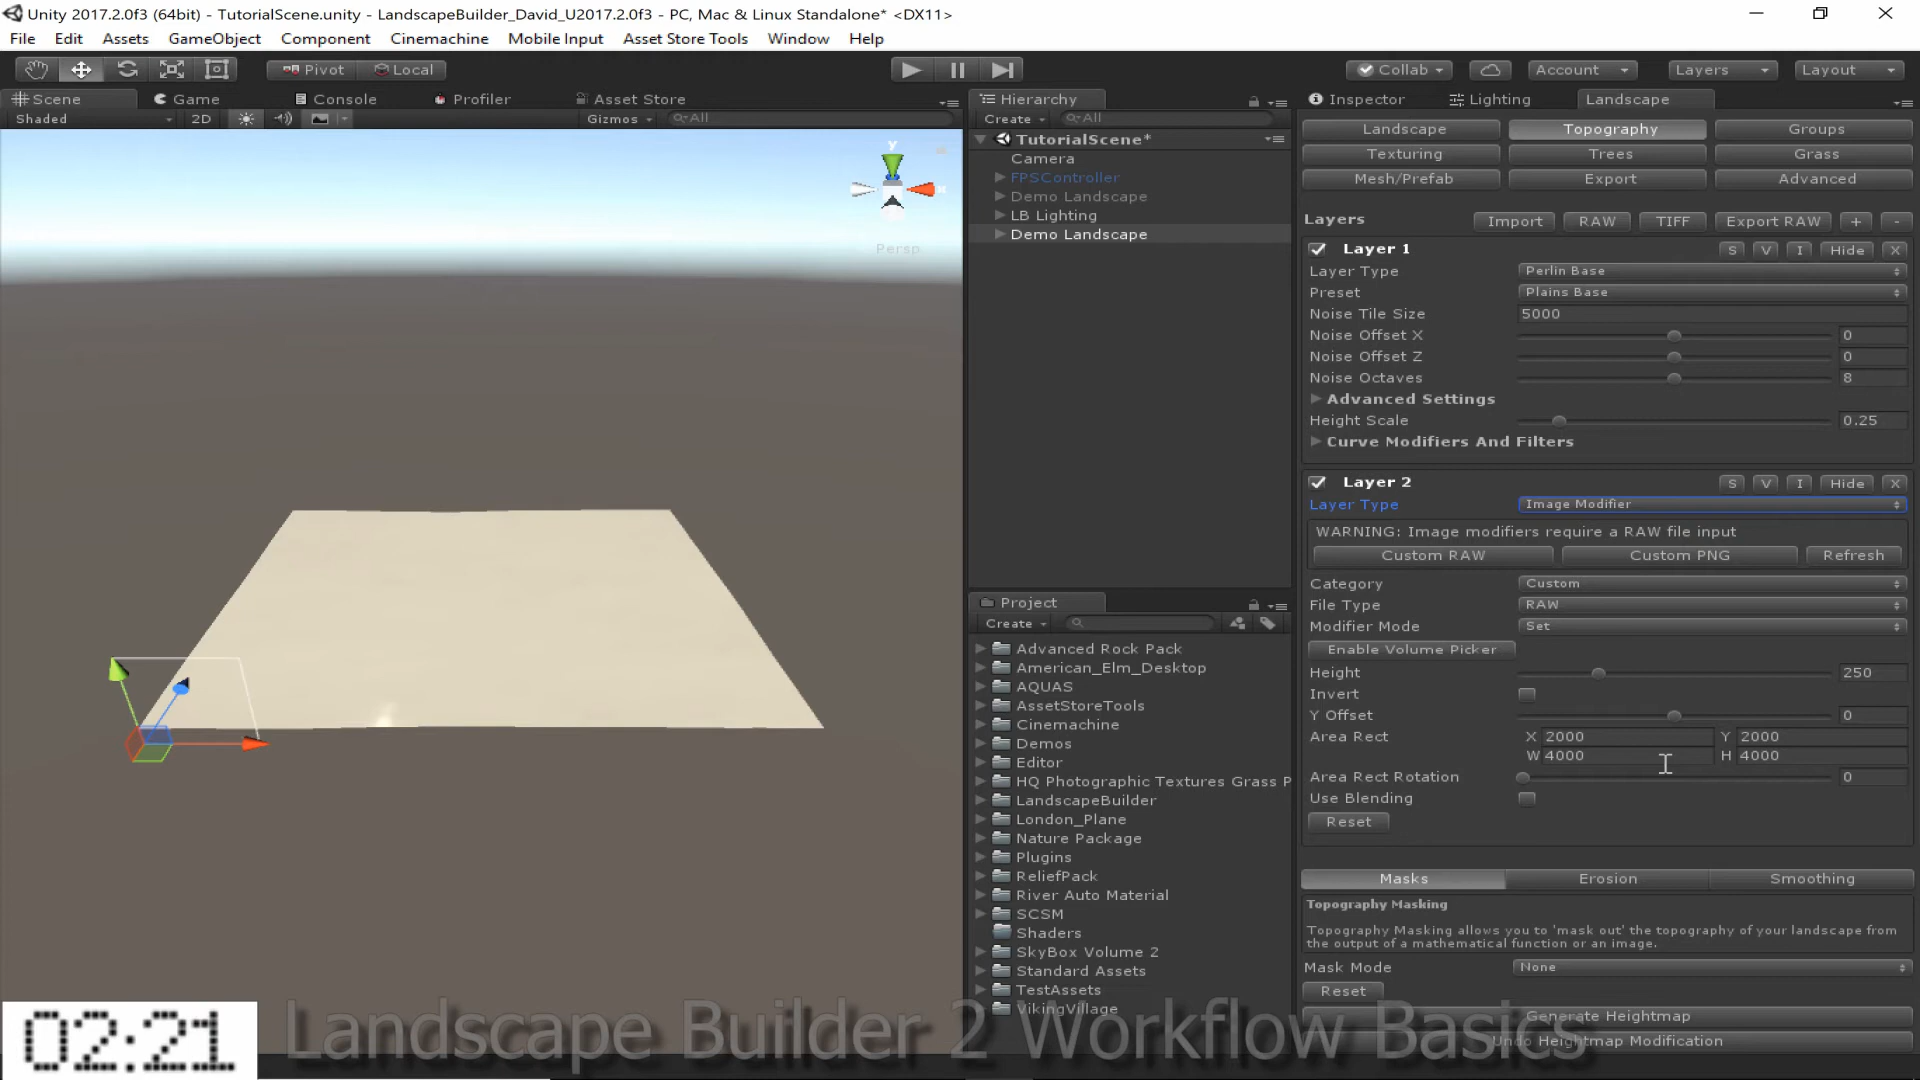 Unity 2017.2.0f3 (64bit) - TutorialScene.unity - LandscapeBuilder_David_U2017.2.0f3 - PC, Mac & Linux Standalone* <DX11>
File Edit Assets GameObject Component Cinemachine Mobile Input Asset Store Tools Window Help
Pivot Local Collab Account Layers Layout
Scene Game Console Profiler Asset Store
Shaded 2D Gizmos All
y
x
Persp
Hierarchy
Create All
TutorialScene*
Camera
FPSController
Demo Landscape
LB Lighting
Demo Landscape
Project
Create
Advanced Rock Pack
American_Elm_Desktop
AQUAS
AssetStoreTools
Cinemachine
Demos
Editor
HQ Photographic Textures Grass P
LandscapeBuilder
London_Plane
Nature Package
Plugins
ReliefPack
River Auto Material
SCSM
Shaders
SkyBox Volume 2
Standard Assets
TestAssets
VikingVillage
Inspector Lighting Landscape
Landscape Topography Groups
Texturing Trees Grass
Mesh/Prefab Export Advanced
Layers Import RAW TIFF Export RAW + -
Layer 1 S V I Hide X
Layer Type Perlin Base
Preset Plains Base
Noise Tile Size 5000
Noise Offset X 0
Noise Offset Z 0
Noise Octaves 8
Advanced Settings
Height Scale 0.25
Curve Modifiers And Filters
Layer 2 S V I Hide X
Layer Type Image Modifier
WARNING: Image modifiers require a RAW file input
Custom RAW Custom PNG Refresh
Category Custom
File Type RAW
Modifier Mode Set
Enable Volume Picker
Height 250
Invert
Y Offset 0
Area Rect X 2000 Y 2000
W 4000 H 4000
Area Rect Rotation 0
Use Blending
Reset
Masks Erosion Smoothing
Topography Masking
Topography Masking allows you to 'mask out' the topography of your landscape from
the output of a mathematical function or an image.
Mask Mode None
Reset
Generate Heightmap
Undo Heightmap Modification
02:21
Landscape Builder 2 Workflow Basics